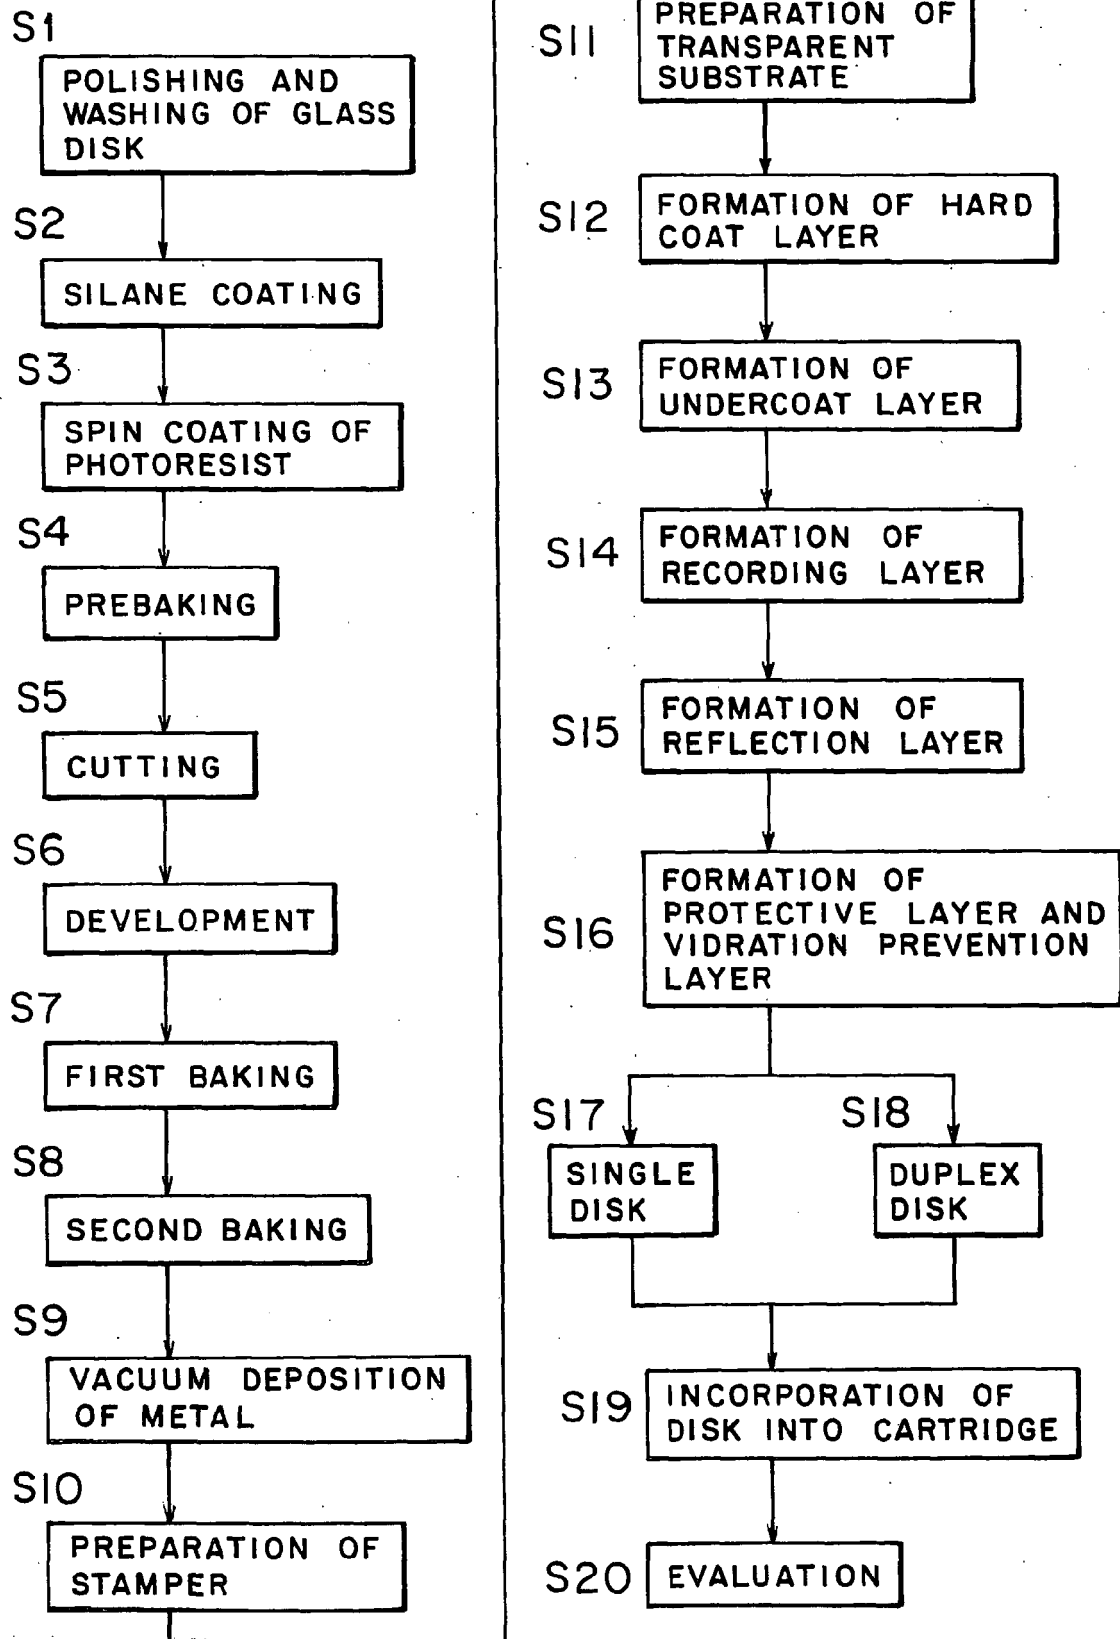 S1
POLISHING AND
WASHING OF GLASS
DISK
S2
SILANE COATING
S3
SPIN COATING OF
PHOTORESIST
S4
PREBAKING
S5
CUTTING
S6
DEVELOPMENT
S7
FIRST BAKING
S8
SECOND BAKING
S9
VACUUM DEPOSITION
OF METAL
S10
PREPARATION OF
STAMPER
S11
PREPARATION OF
TRANSPARENT
SUBSTRATE
S12
FORMATION OF HARD
COAT LAYER
S13
FORMATION OF
UNDERCOAT LAYER
S14
FORMATION OF
RECORDING LAYER
S15
FORMATION OF
REFLECTION LAYER
S16
FORMATION OF
PROTECTIVE LAYER AND
VIDRATION PREVENTION
LAYER
S17
SINGLE
DISK
S18
DUPLEX
DISK
S19
INCORPORATION OF
DISK INTO CARTRIDGE
S20
EVALUATION